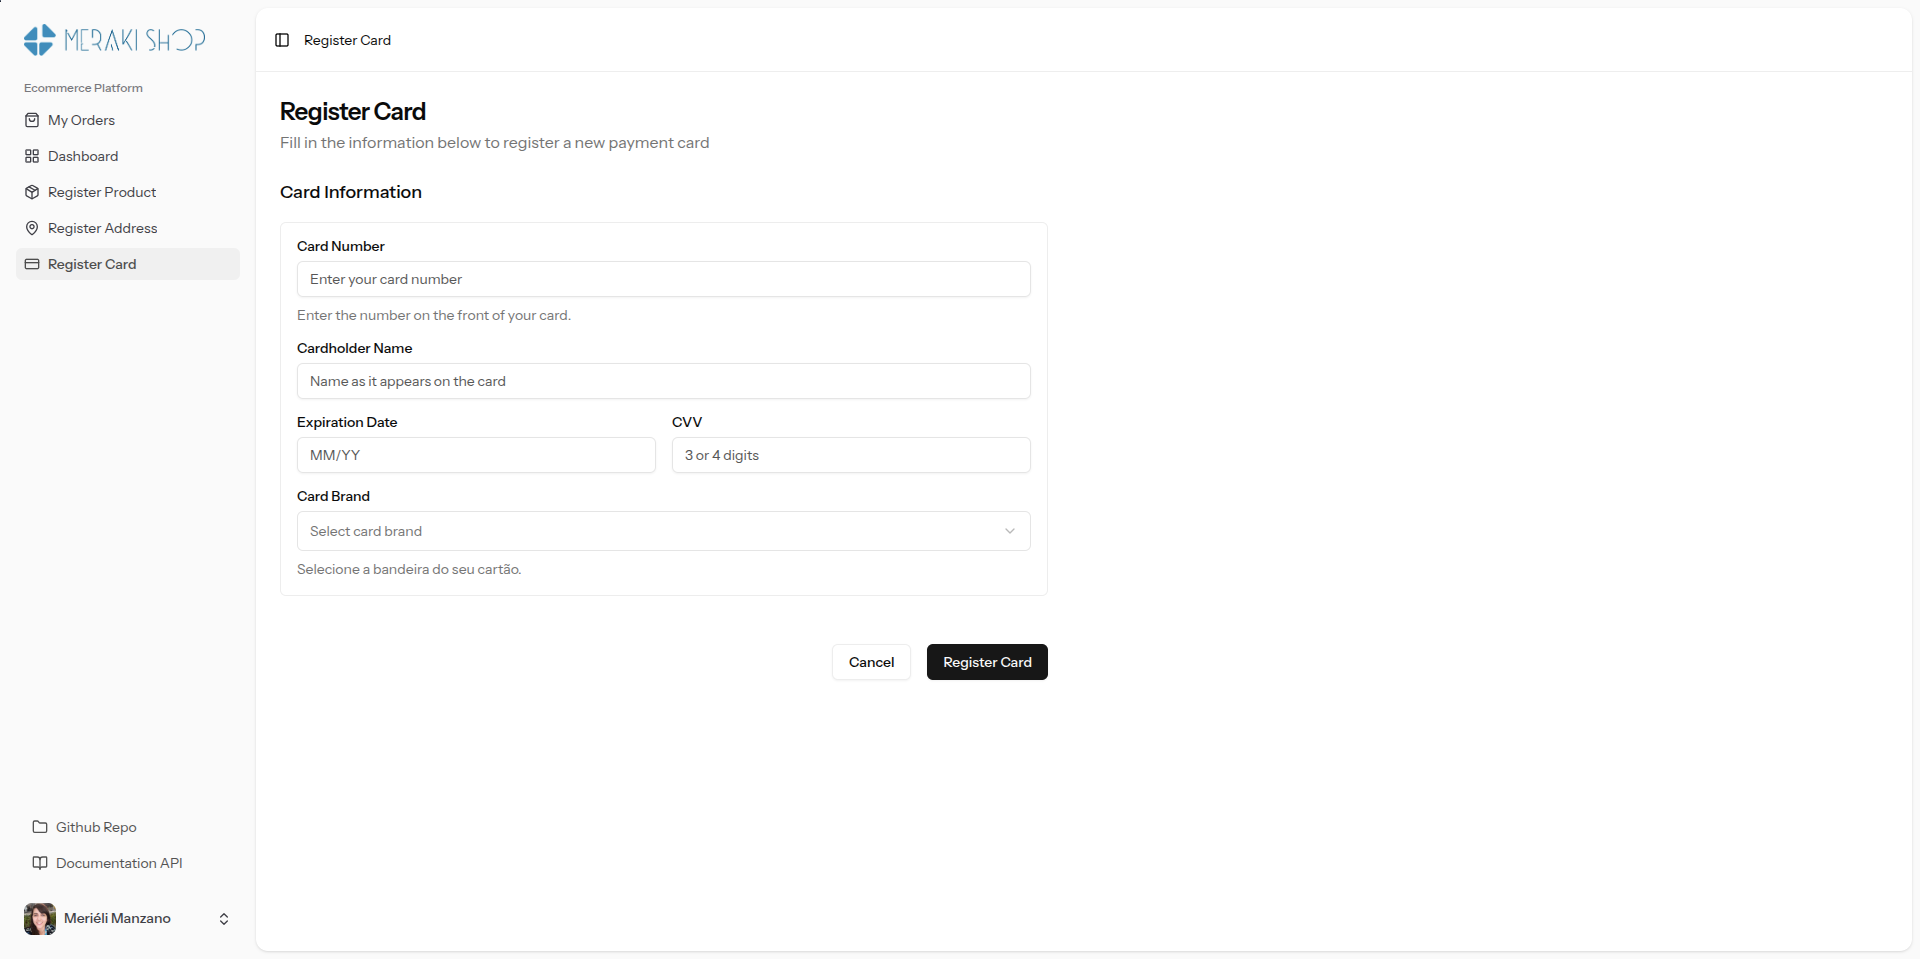 MERAKI SHOP
Ecommerce Platform
My Orders
Dashboard
Register Product
Register Address
Register Card
Github Repo
Documentation API
Meriéli Manzano
Register Card
Register Card
Fill in the information below to register a new payment card
Card Information
Card Number
Enter your card number
Enter the number on the front of your card.
Cardholder Name
Name as it appears on the card
Expiration Date
MM/YY
CVV
3 or 4 digits
Card Brand
Select card brand
Selecione a bandeira do seu cartão.
Cancel
Register Card